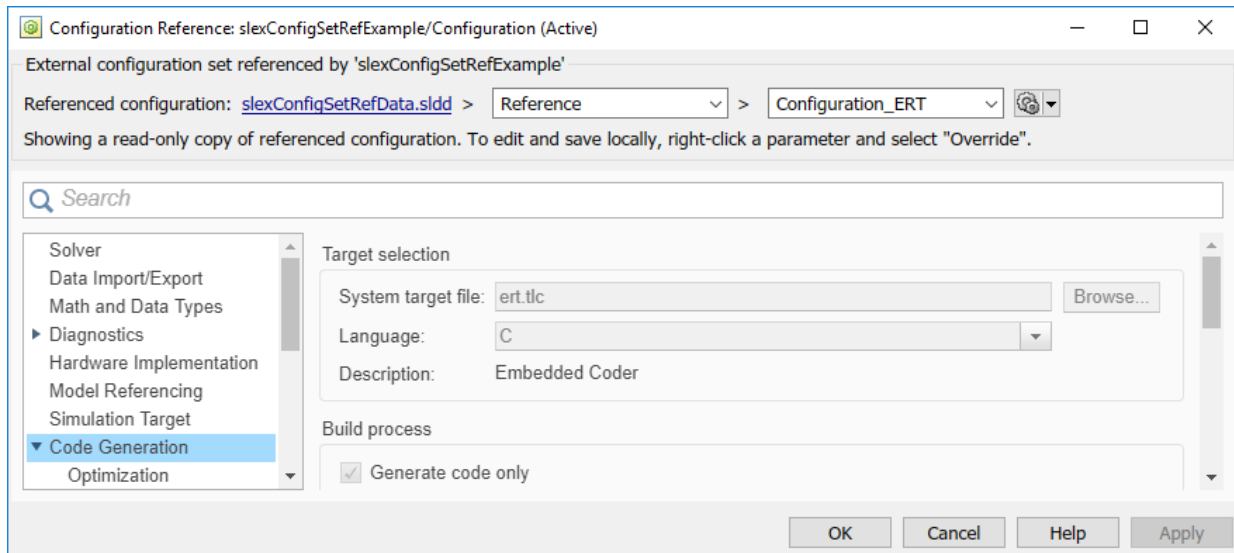 Configuration Reference: slexConfigSetRefExample/Configuration (Active)
External configuration set referenced by 'slexConfigSetRefExample'
Referenced configuration: slexConfigSetRefData.sldd > Reference > Configuration_ERT
Showing a read-only copy of referenced configuration. To edit and save locally, right-click a parameter and select "Override".
Search
Solver
Data Import/Export
Math and Data Types
Diagnostics
Hardware Implementation
Model Referencing
Simulation Target
Code Generation
Optimization
Target selection
System target file: ert.tlc Browse...
Language: C
Description: Embedded Coder
Build process
Generate code only
OK Cancel Help Apply